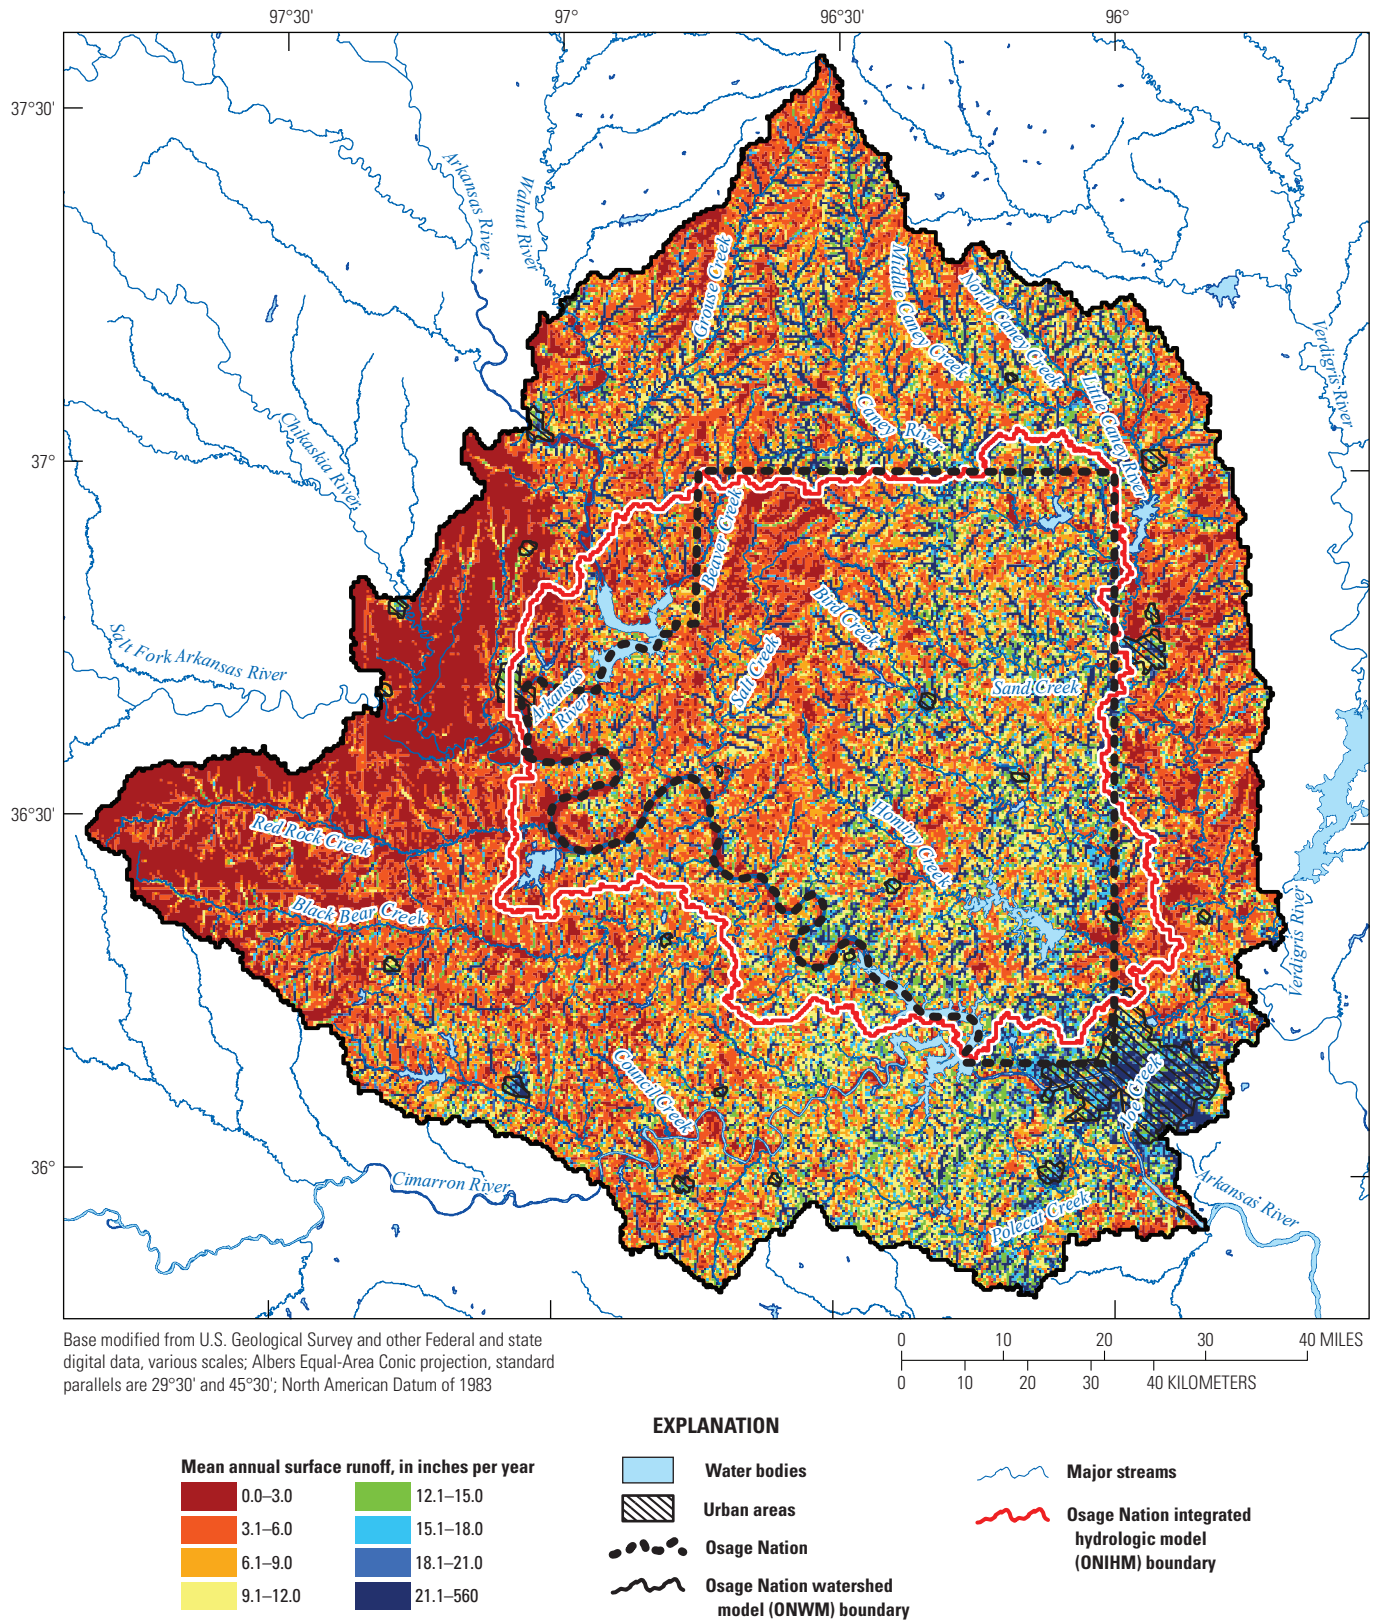 97°30'
97°
96°30'
96°
37°30'
37°
36°30'
36°
Arkansas River
Walnut River
Grouse Creek
Middle Caney Creek
North Caney Creek
Little Caney River
Verdigris River
Caney River
Chikaskia River
Beaver Creek
Bird Creek
Salt Fork Arkansas River
Salt Creek
Sand Creek
Arkansas
River
Red Rock Creek
Hominy Creek
Black Bear Creek
Verdigris River
Council Creek
Joe Creek
Cimarron River
Polecat Creek
Arkansas River
Base modified from U.S. Geological Survey and other Federal and state
digital data, various scales; Albers Equal-Area Conic projection, standard
parallels are 29°30' and 45°30'; North American Datum of 1983
0 10 20 30 40 MILES
0 10 20 30 40 KILOMETERS
EXPLANATION
Mean annual surface runoff, in inches per year
0.0–3.0
3.1–6.0
6.1–9.0
9.1–12.0
12.1–15.0
15.1–18.0
18.1–21.0
21.1–560
Water bodies
Urban areas
Osage Nation
Osage Nation watershed
model (ONWM) boundary
Major streams
Osage Nation integrated
hydrologic model
(ONIHM) boundary